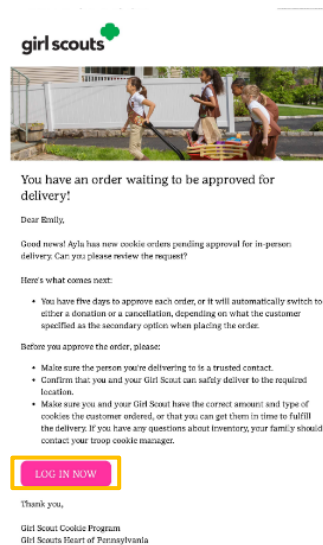 girl scouts
You have an order waiting to be approved for
delivery!
Dear Emily,
Good news! Ayla has new cookie orders pending approval for in-person
delivery. Can you please review the request?
Here's what comes next:
• You have five days to approve each order, or it will automatically switch to
either a donation or a cancellation, depending on what the customer
specified as the secondary option when placing the order.
Before you approve the order, please:
• Make sure the person you're delivering to is a trusted contact.
• Confirm that you and your Girl Scout can safely deliver to the required
location.
• Make sure you and your Girl Scout have the correct amount and type of
cookies the customer ordered, or that you can get them in time to fulfill
the delivery. If you have any questions about inventory, your family should
contact your troop cookie manager.
LOG IN NOW
Thank you,
Girl Scout Cookie Program
Girl Scouts Heart of Pennsylvania